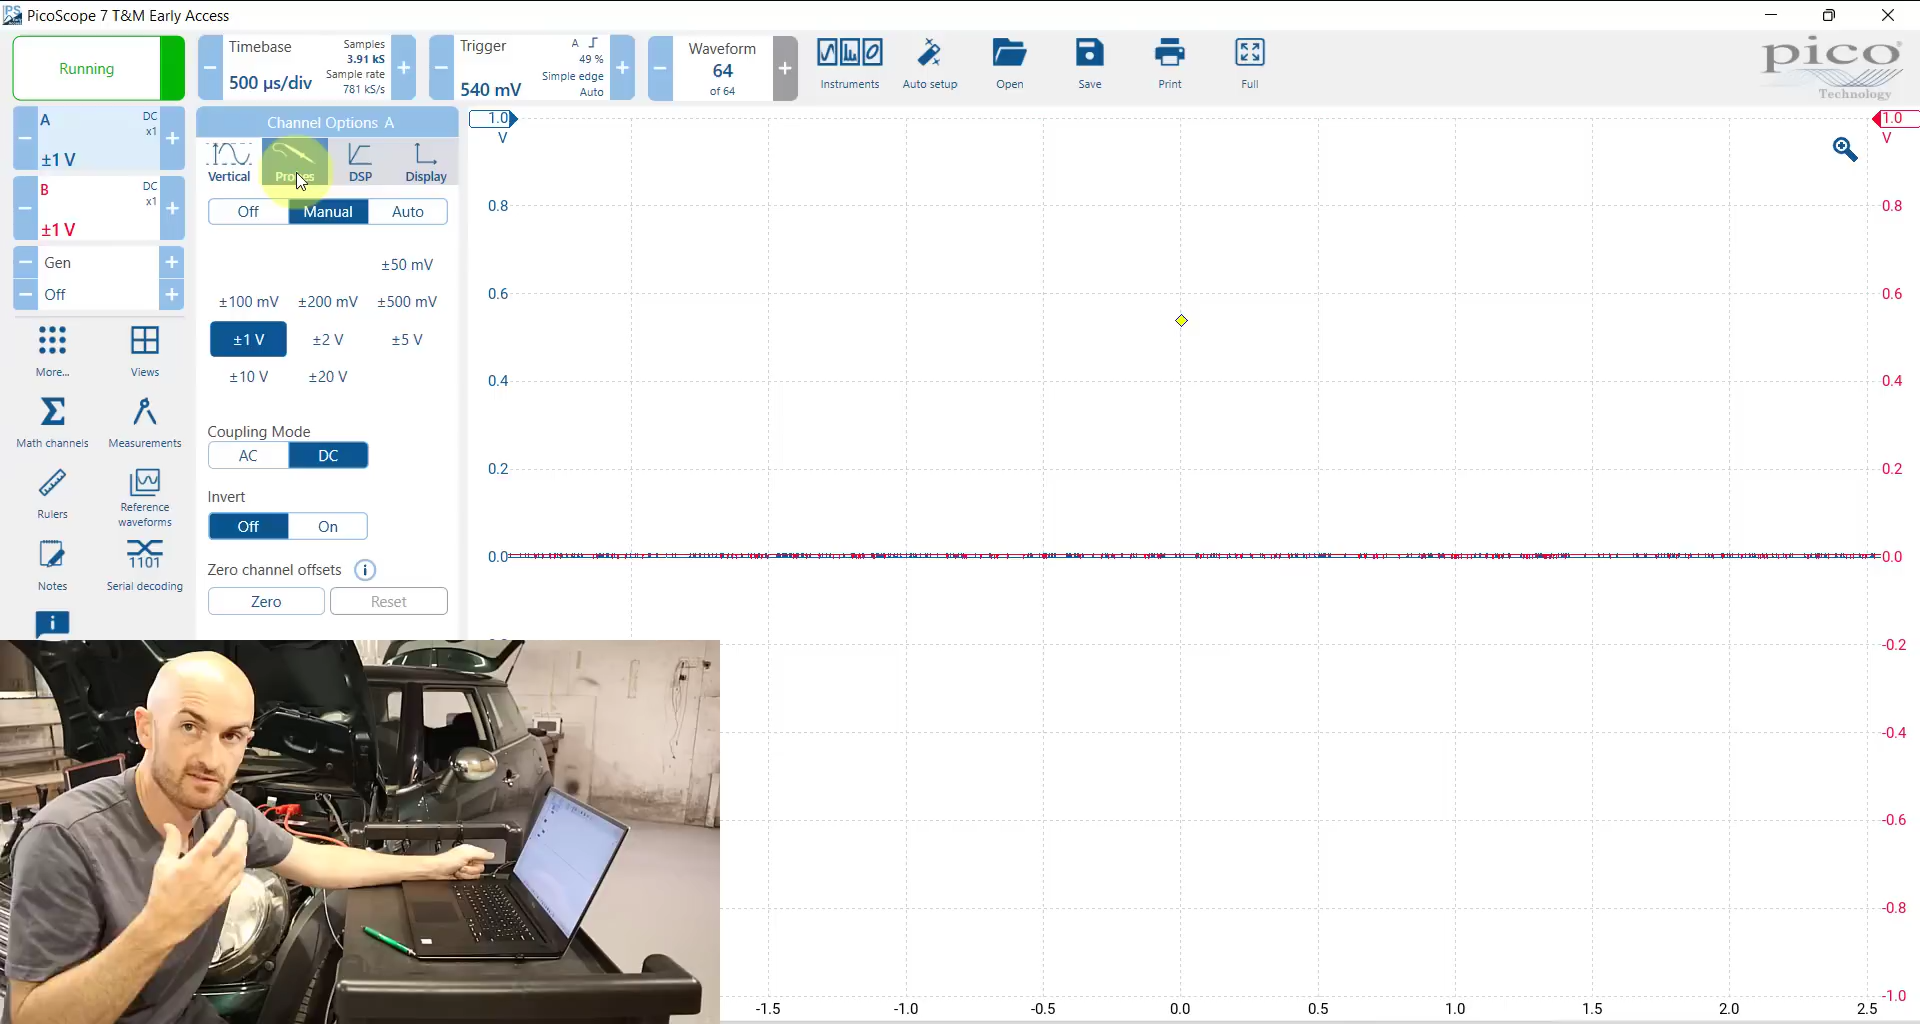 PicoScope 7 T&M Early Access
Running
Timebase
500 µs/div
Samples
3.91 kS
Sample rate
781 kS/s
Trigger
540 mV
A
49 %
Simple edge
Auto
Waveform
64
of 64
Instruments
Auto setup
Open
Save
Print
Full
pico
Technology
A
DC
x1
±1 V
B
DC
x1
±1 V
Gen
Off
More...
Views
Math channels
Measurements
Rulers
Reference
waveforms
Notes
1101
Serial decoding
Channel Options A
Vertical
Probes
DSP
Display
Off
Manual
Auto
±50 mV
±100 mV
±200 mV
±500 mV
±1 V
±2 V
±5 V
±10 V
±20 V
Coupling Mode
AC
DC
Invert
Off
On
Zero channel offsets
i
Zero
Reset
1.0
V
0.8
0.6
0.4
0.2
0.0
1.0
V
0.8
0.6
0.4
0.2
0.0
-0.2
-0.4
-0.6
-0.8
-1.0
-1.5
-1.0
-0.5
0.0
0.5
1.0
1.5
2.0
2.5